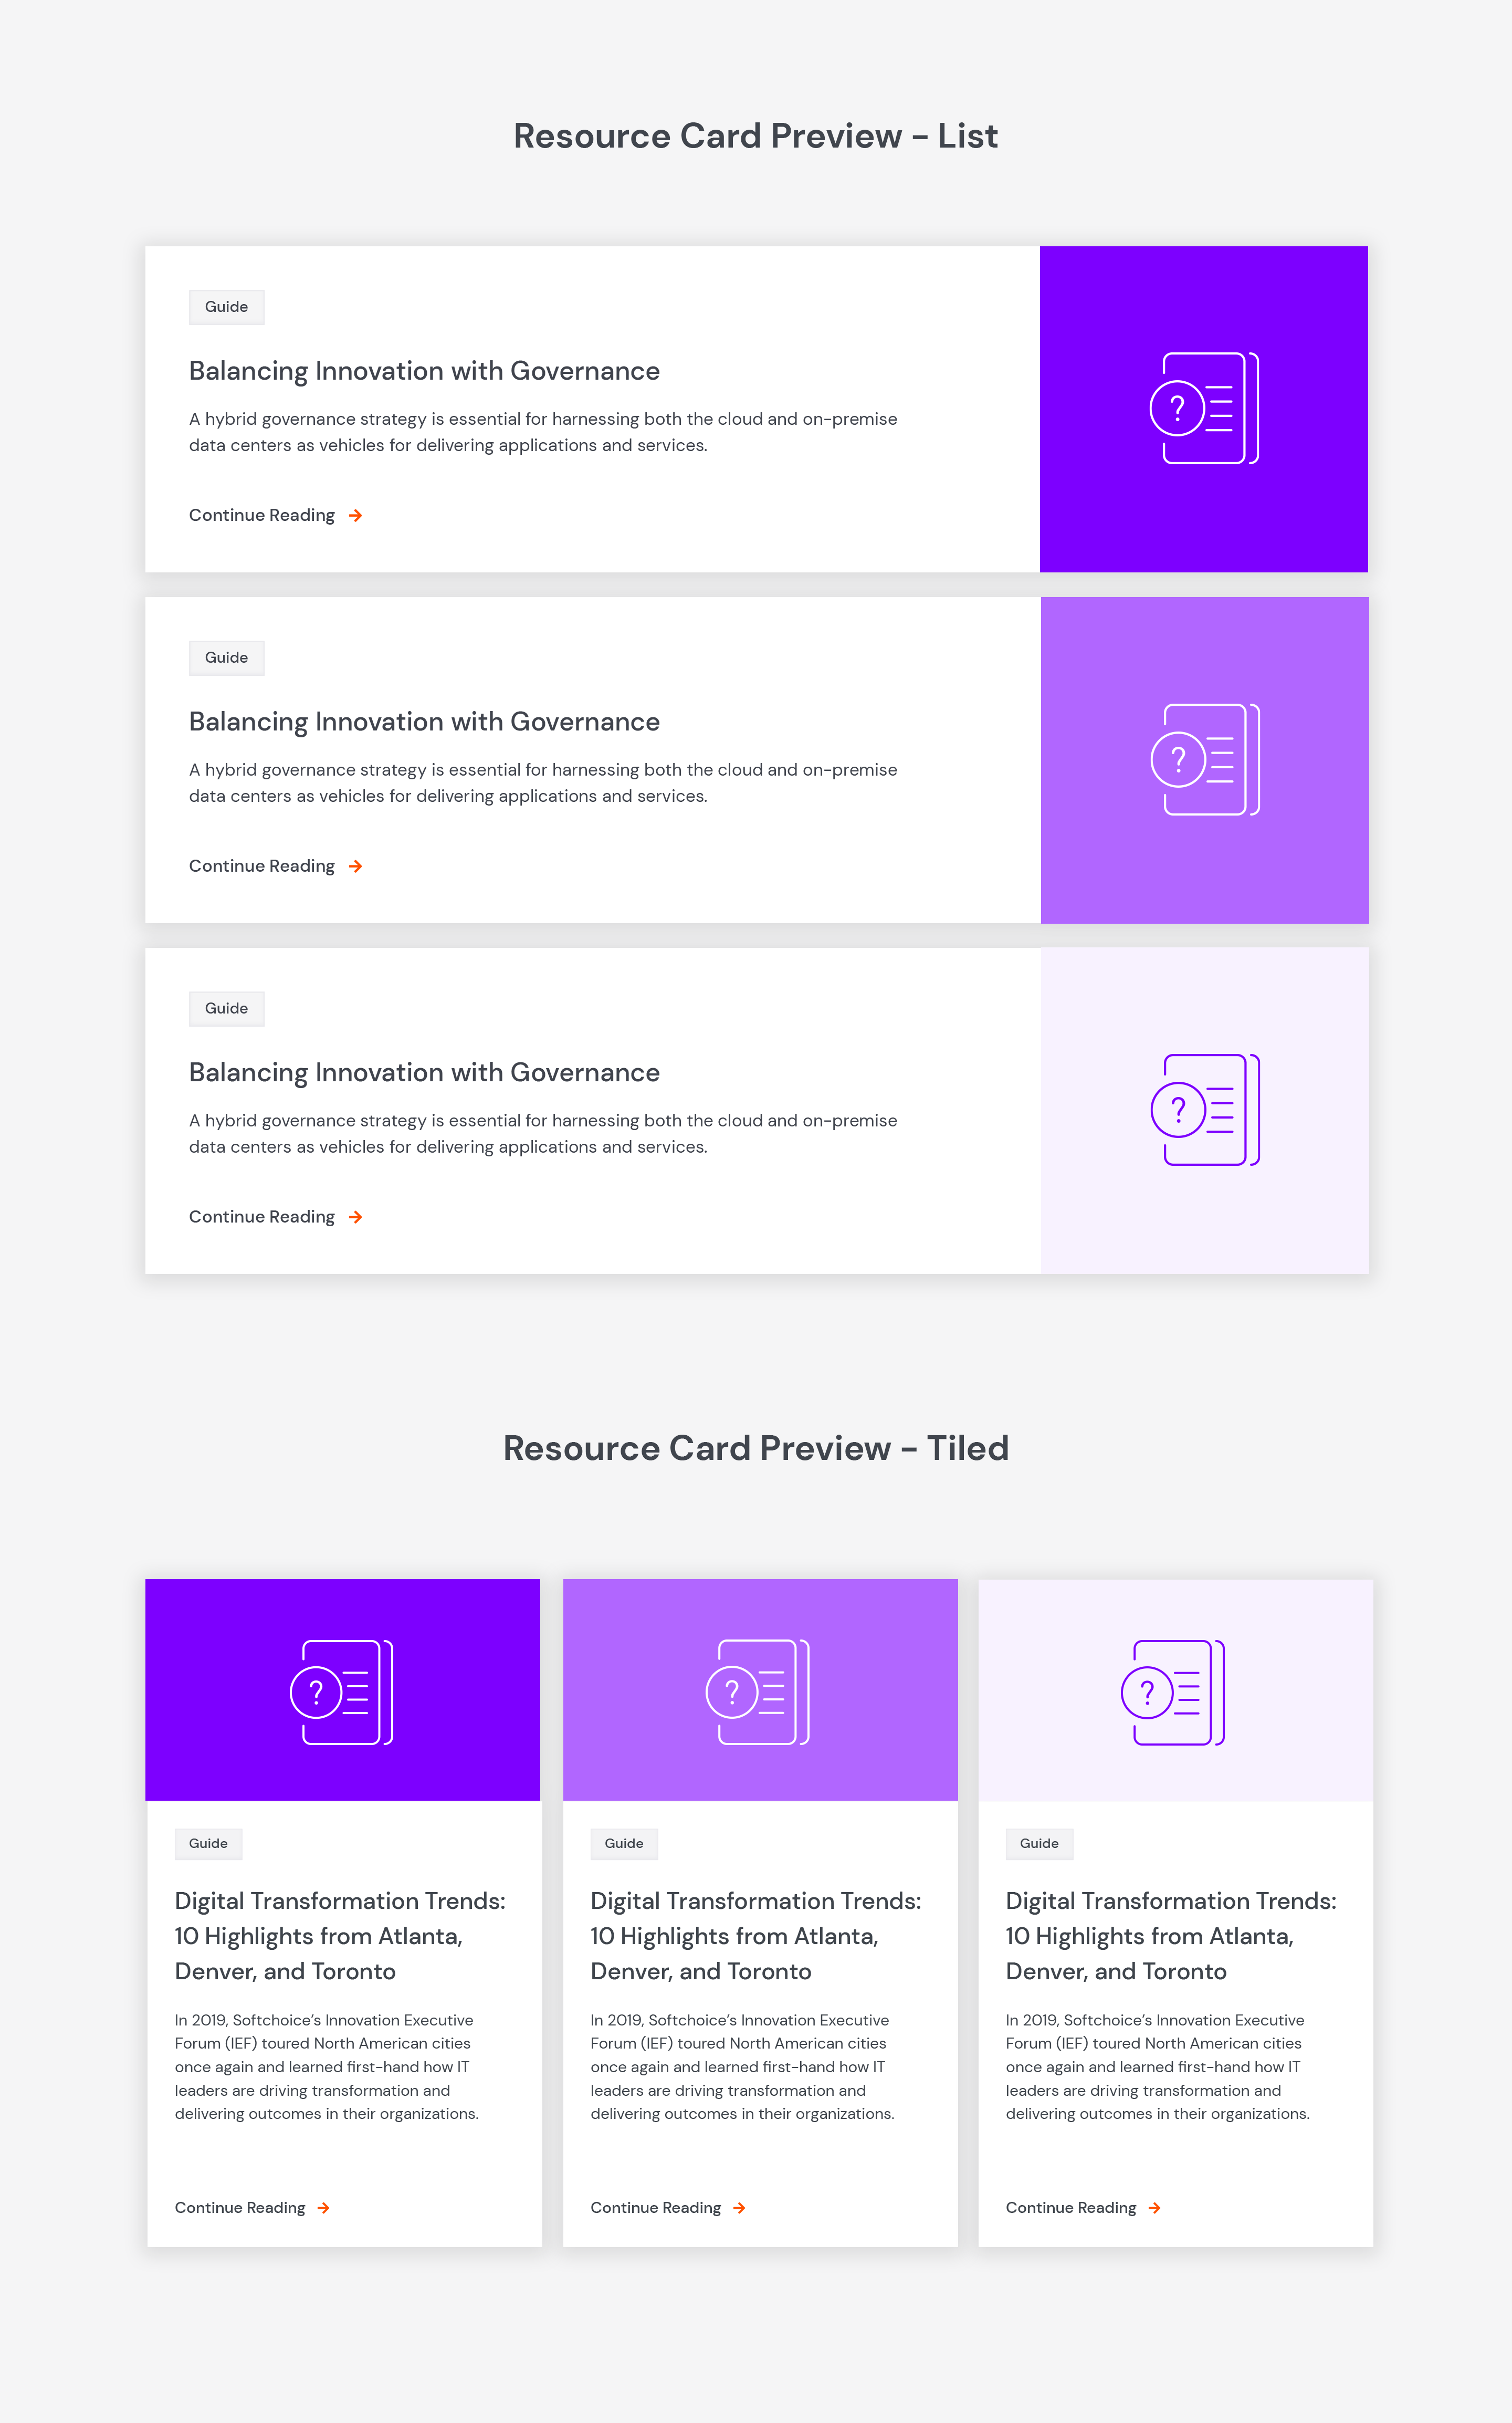 Resource Card Preview - List
Guide
Balancing Innovation with Governance
A hybrid governance strategy is essential for harnessing both the cloud and on-premise
data centers as vehicles for delivering applications and services.
Continue Reading →
?
Guide
Balancing Innovation with Governance
A hybrid governance strategy is essential for harnessing both the cloud and on-premise
data centers as vehicles for delivering applications and services.
Continue Reading →
?
Guide
Balancing Innovation with Governance
A hybrid governance strategy is essential for harnessing both the cloud and on-premise
data centers as vehicles for delivering applications and services.
Continue Reading →
?
Resource Card Preview - Tiled
?
Guide
Digital Transformation Trends:
10 Highlights from Atlanta,
Denver, and Toronto
In 2019, Softchoice’s Innovation Executive
Forum (IEF) toured North American cities
once again and learned first-hand how IT
leaders are driving transformation and
delivering outcomes in their organizations.
Continue Reading →
?
Guide
Digital Transformation Trends:
10 Highlights from Atlanta,
Denver, and Toronto
In 2019, Softchoice’s Innovation Executive
Forum (IEF) toured North American cities
once again and learned first-hand how IT
leaders are driving transformation and
delivering outcomes in their organizations.
Continue Reading →
?
Guide
Digital Transformation Trends:
10 Highlights from Atlanta,
Denver, and Toronto
In 2019, Softchoice’s Innovation Executive
Forum (IEF) toured North American cities
once again and learned first-hand how IT
leaders are driving transformation and
delivering outcomes in their organizations.
Continue Reading →